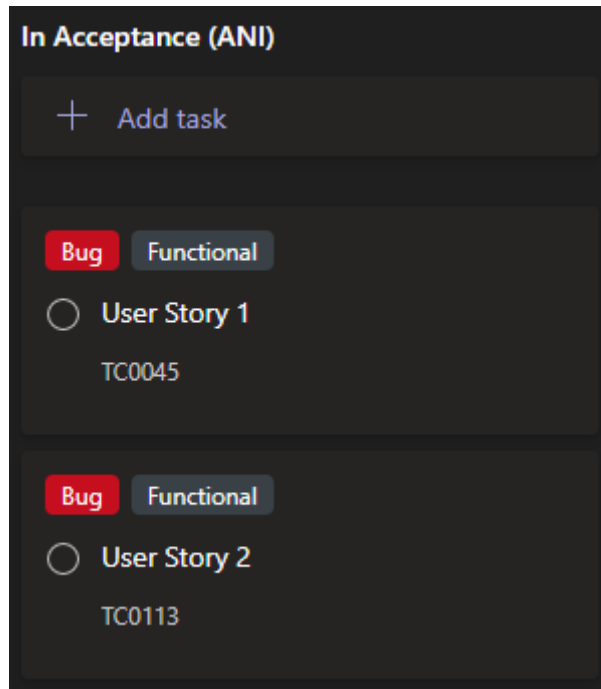 In Acceptance (ANI)
Add task
Bug Functional
User Story 1
TC0045
Bug Functional
User Story 2
TC0113